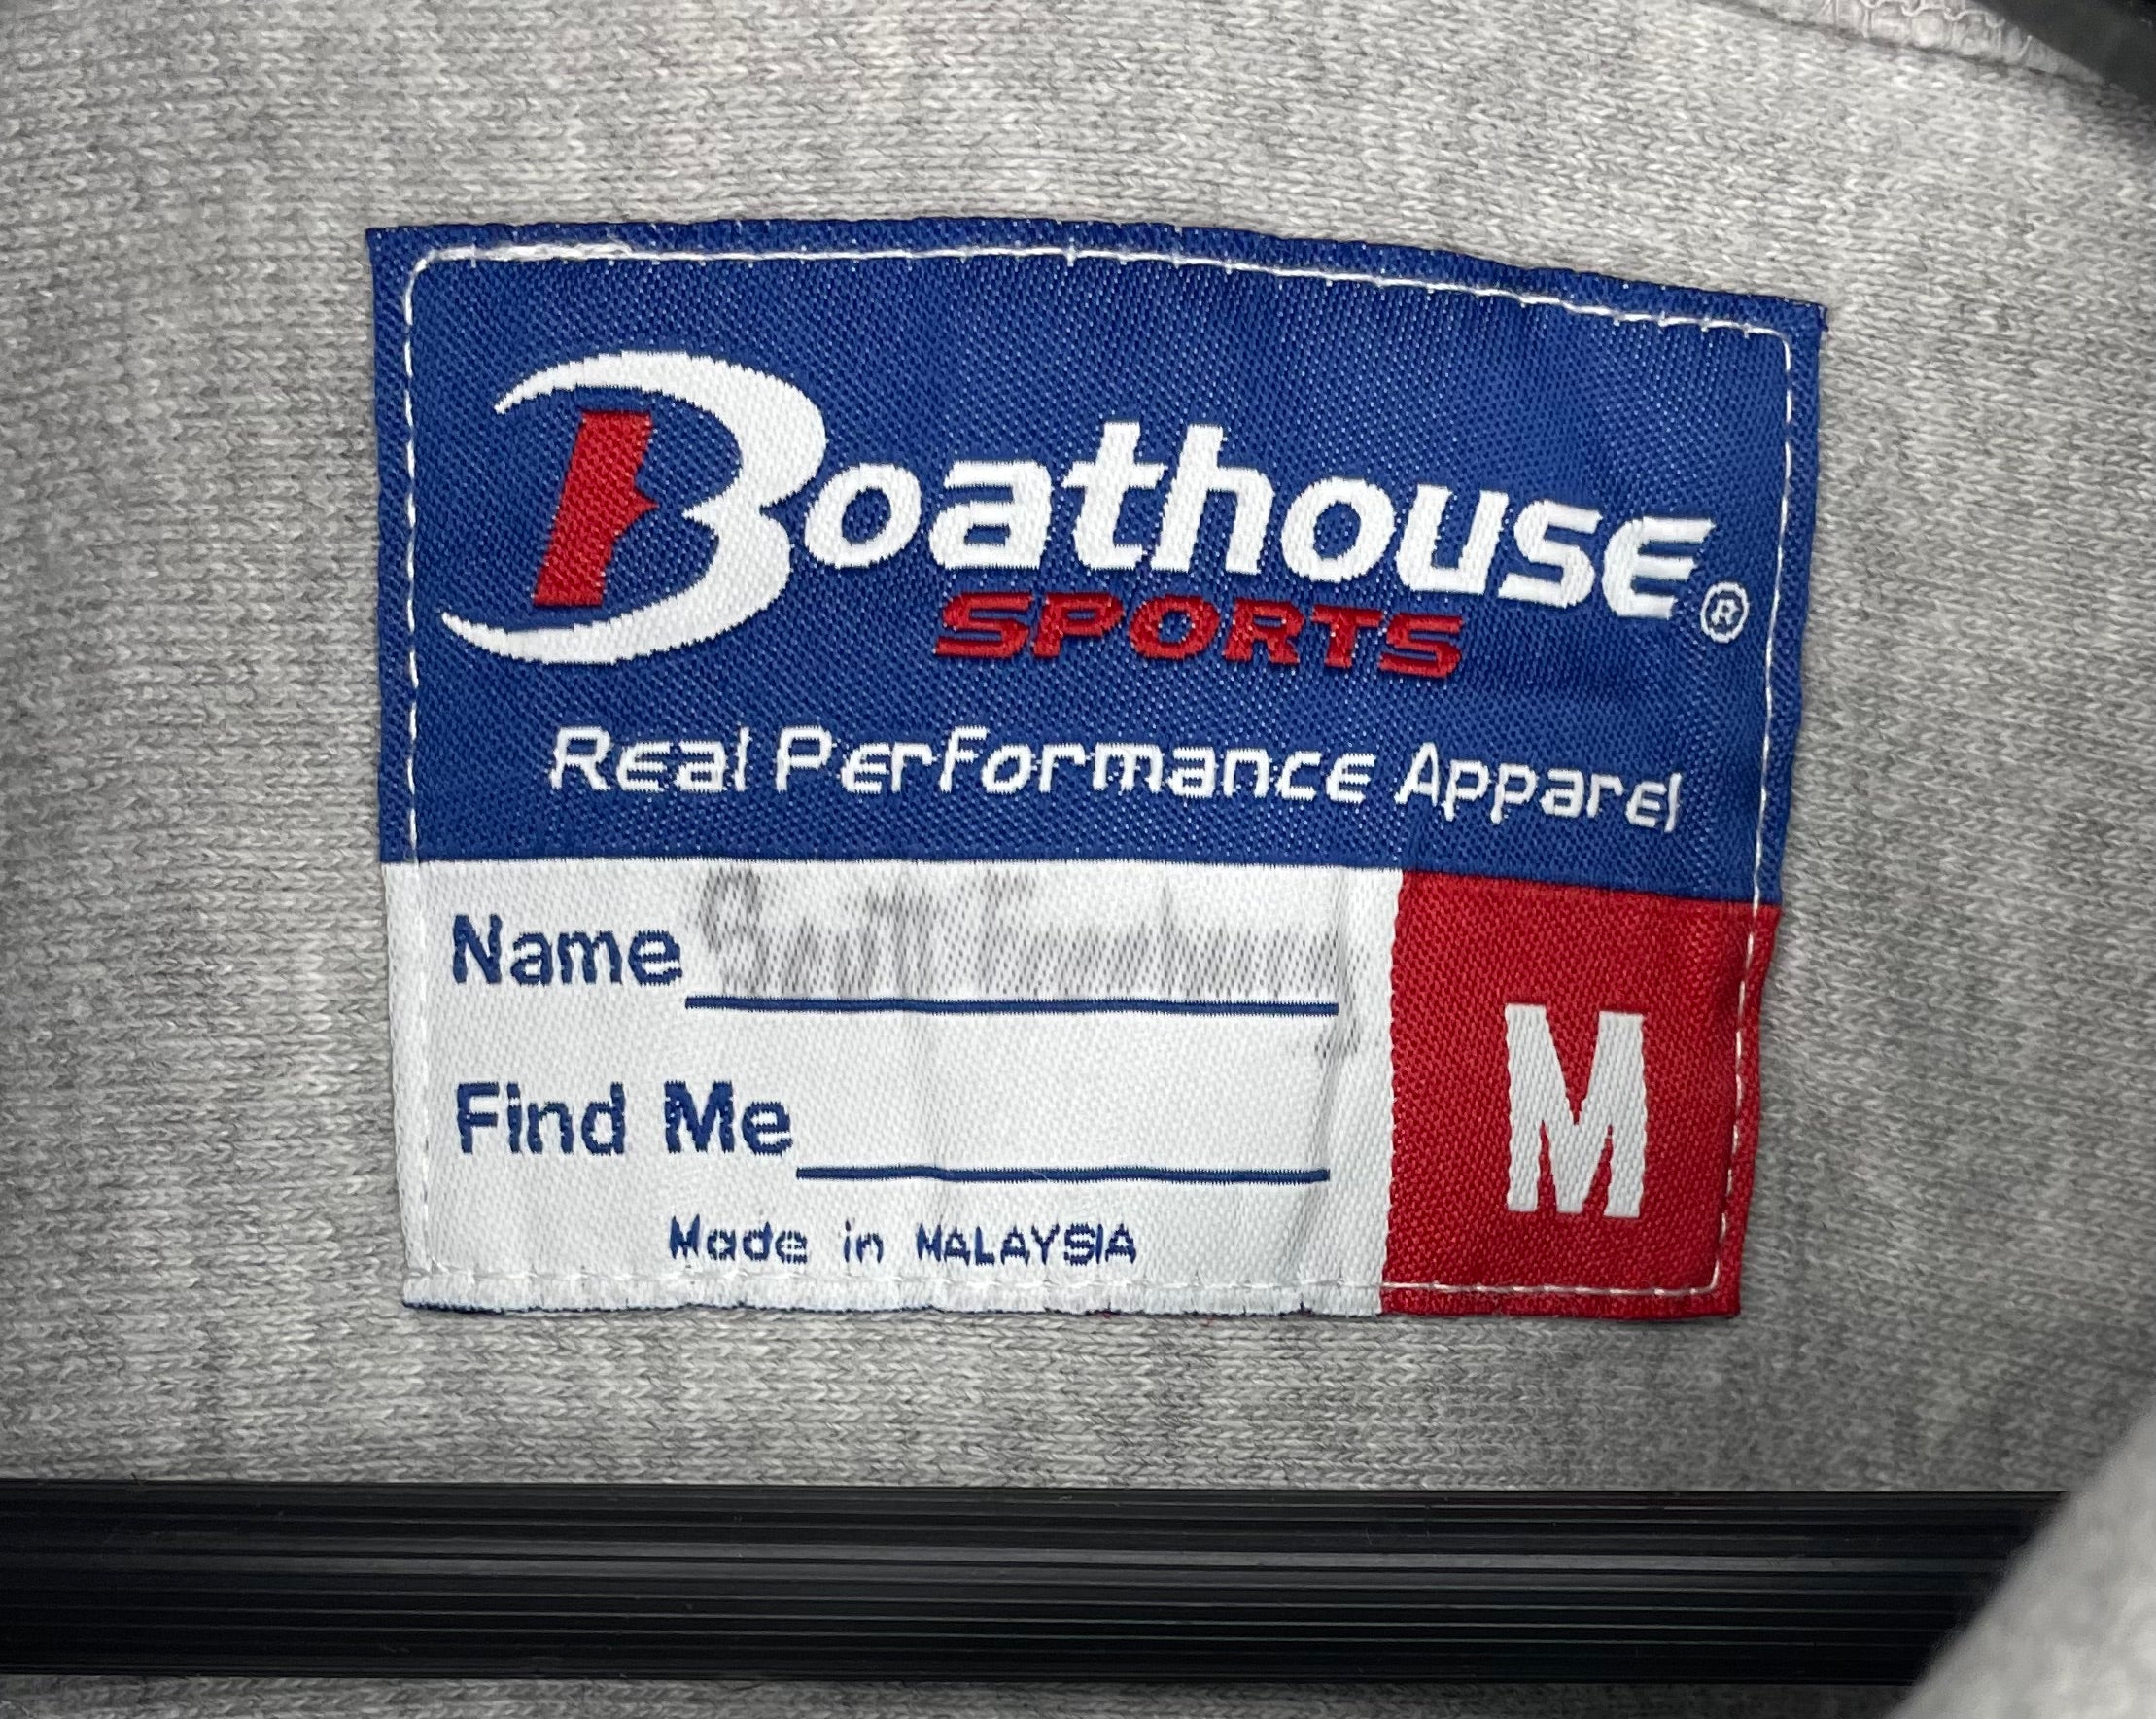 Boathouse®
SPORTS
Real Performance Apparel
Name
Find Me
Made in MALAYSIA
M